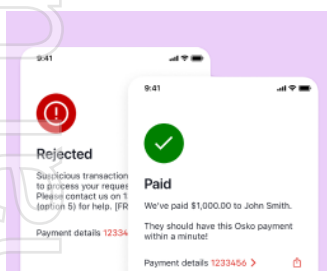 9:41
Rejected
Suspicious transaction
to process your reques
Please contact us on 1
(option 5) for help. [FR
Payment details 12334
9:41
Paid
We've paid $1,000.00 to John Smith.
They should have this Osko payment
within a minute!
Payment details 1233456